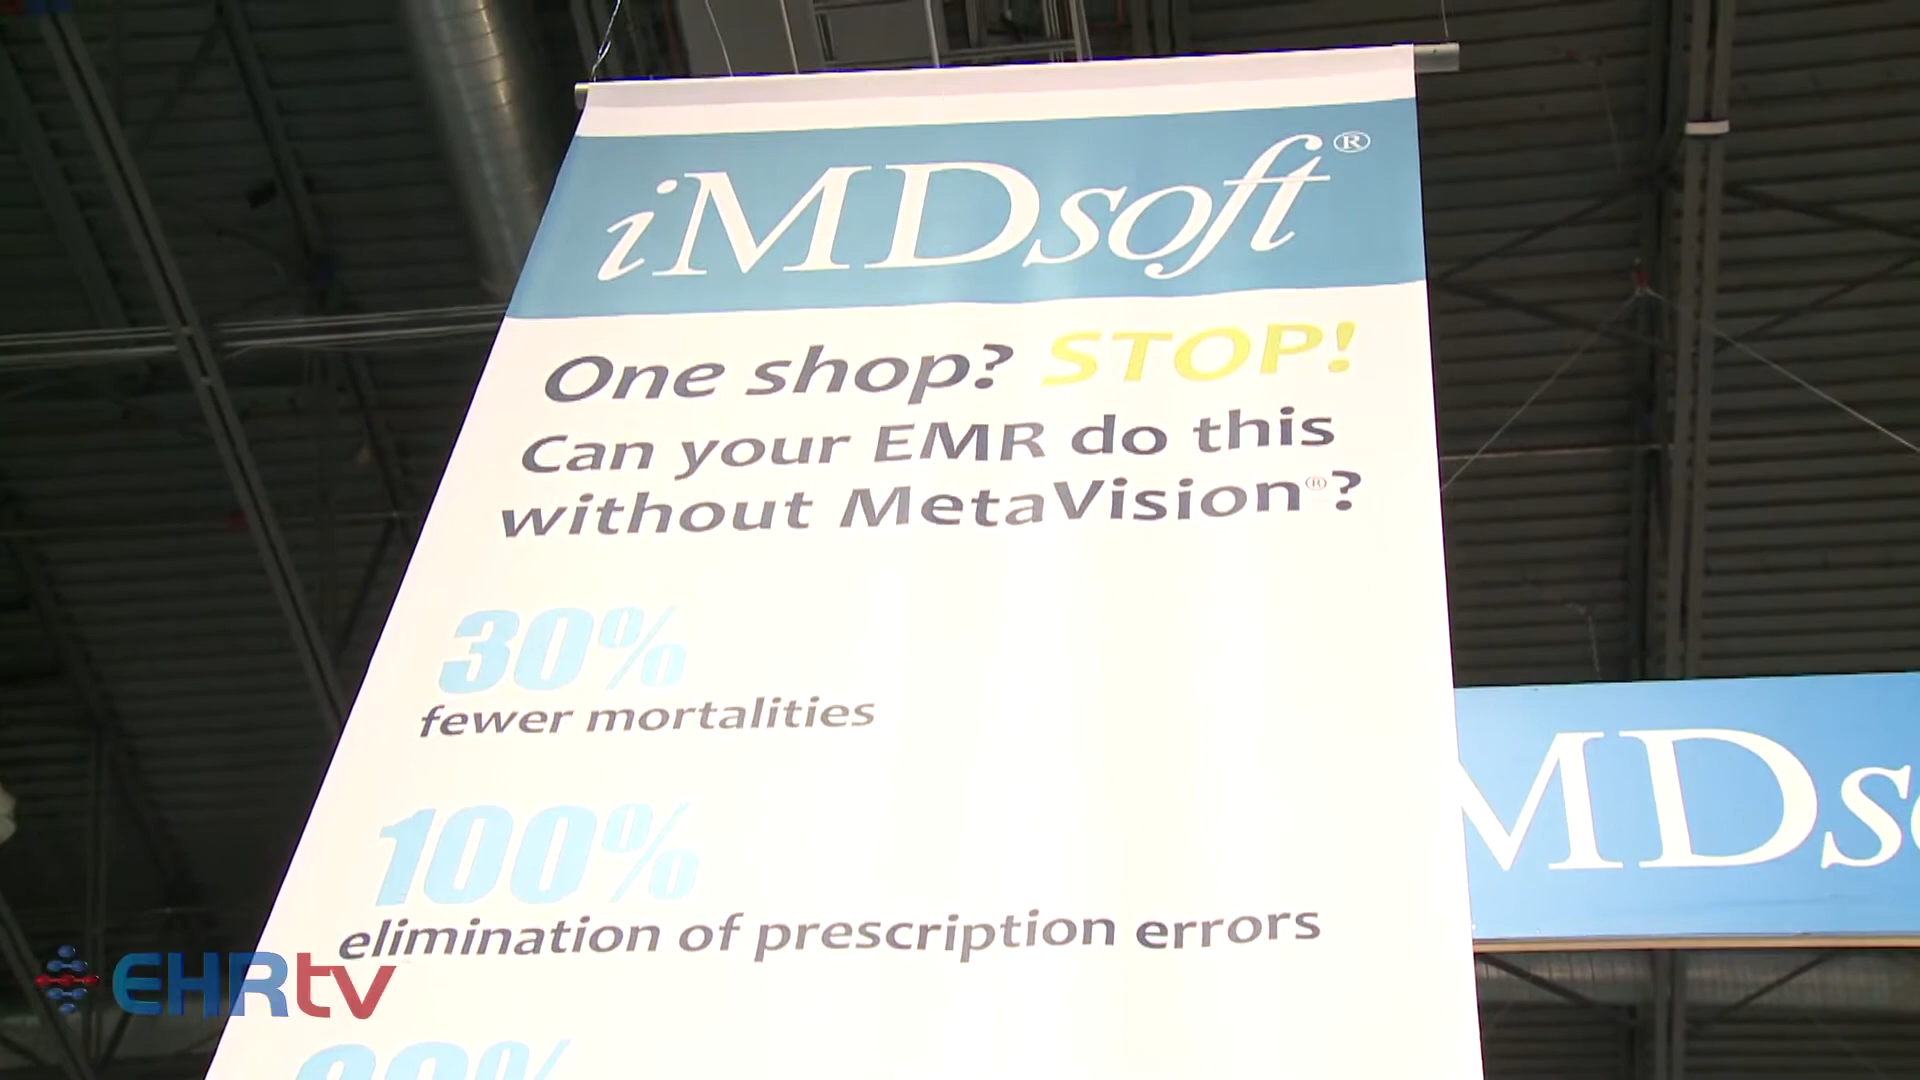 iMDsoft®
One shop? STOP!
Can your EMR do this
without MetaVision®?
30%
fewer mortalities
100%
elimination of prescription errors
EHRtv